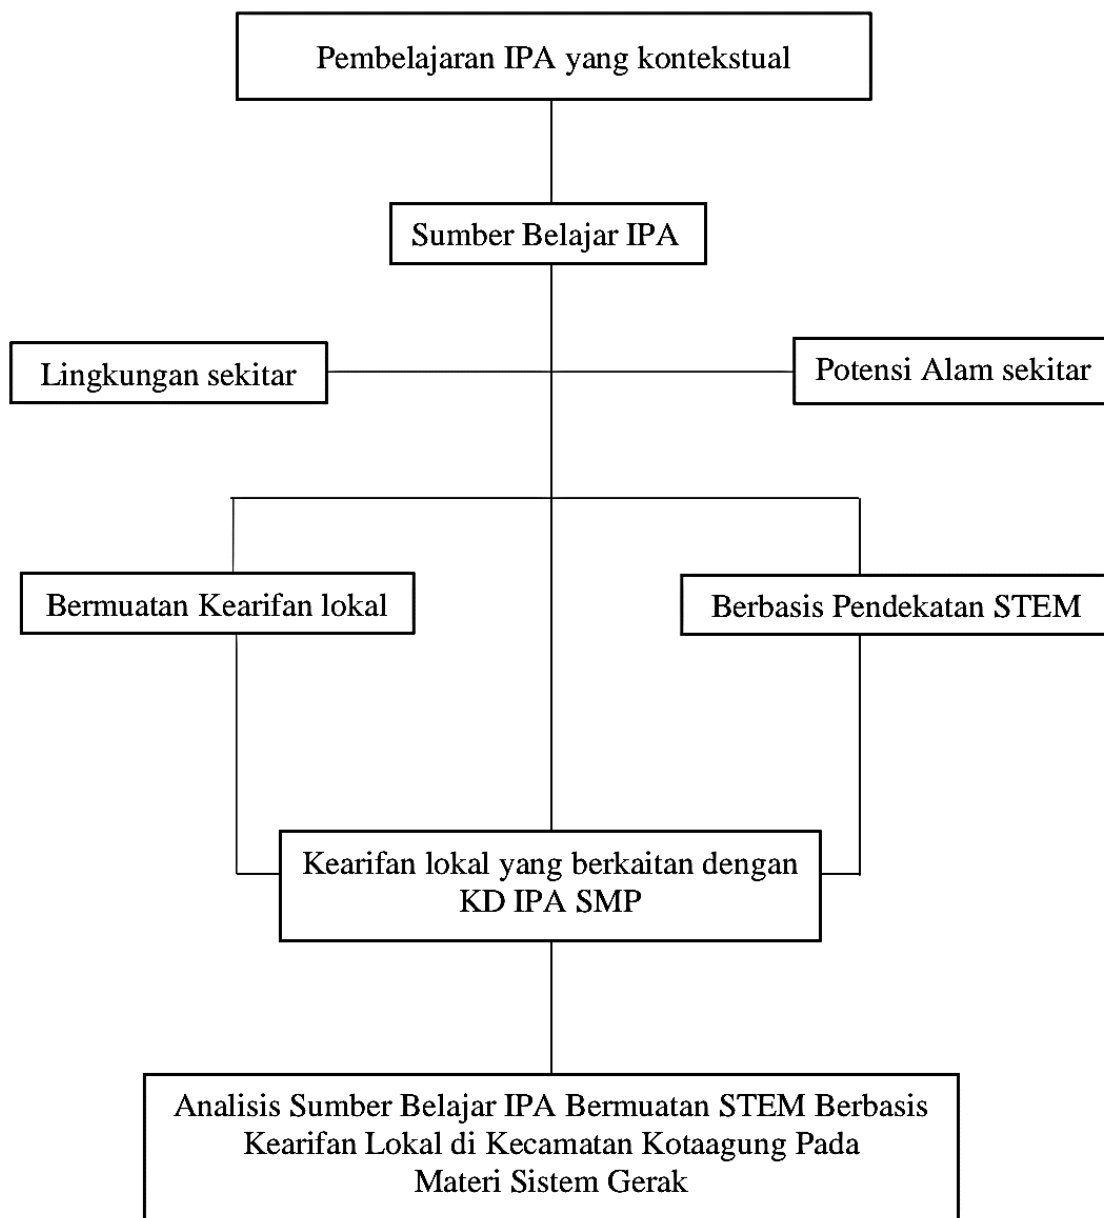 Pembelajaran IPA yang kontekstual
Sumber Belajar IPA
Lingkungan sekitar
Potensi Alam sekitar
Bermuatan Kearifan lokal
Berbasis Pendekatan STEM
Kearifan lokal yang berkaitan dengan
KD IPA SMP
Analisis Sumber Belajar IPA Bermuatan STEM Berbasis
Kearifan Lokal di Kecamatan Kotaagung Pada
Materi Sistem Gerak